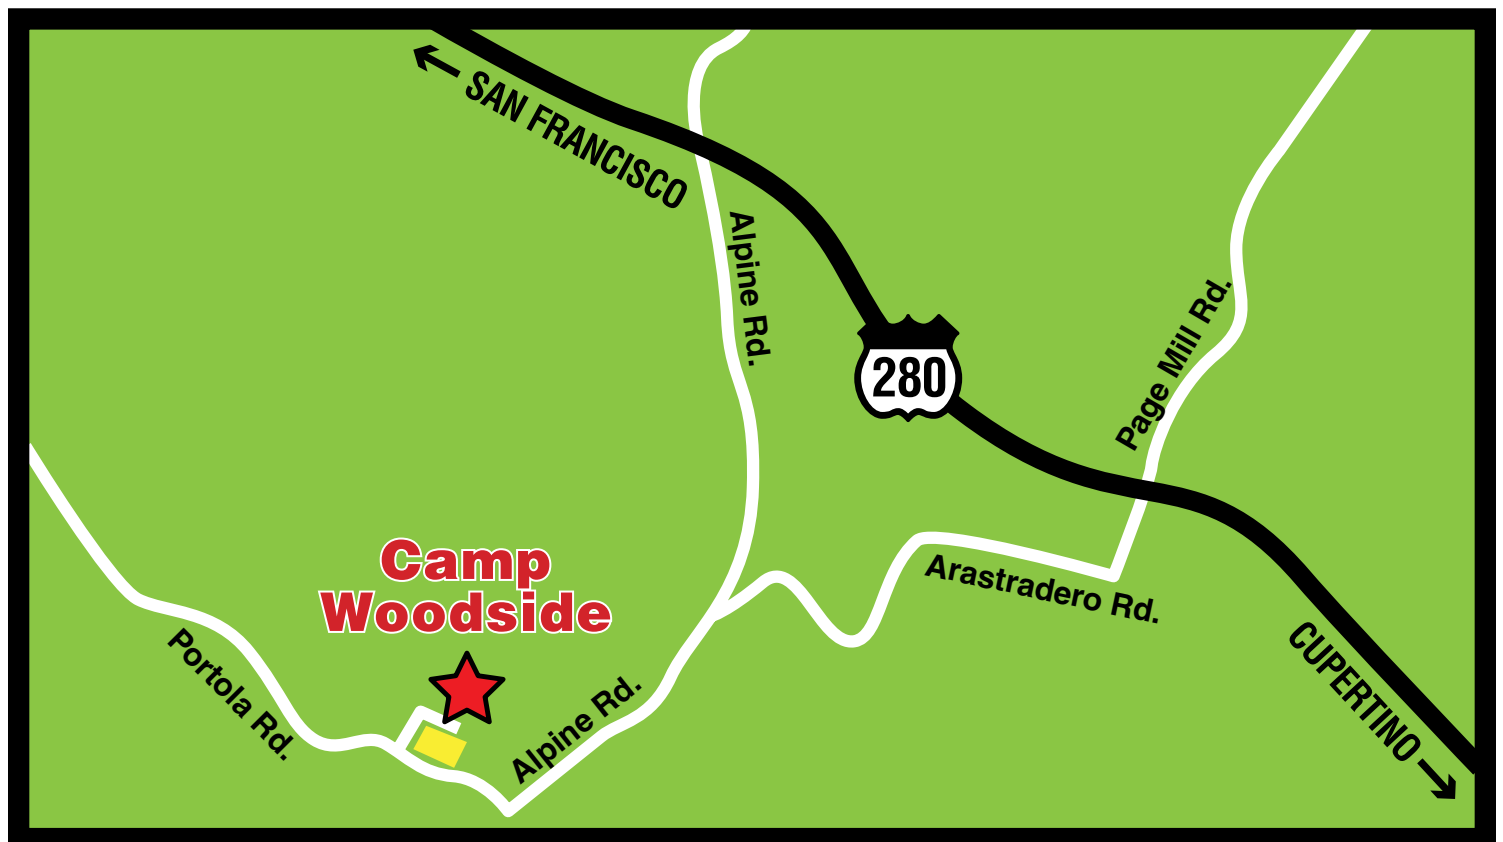 SAN FRANCISCO
Alpine Rd.
280
Page Mill Rd.
Camp
Woodside
Arastradero Rd.
Portola Rd.
Alpine Rd.
CUPERTINO